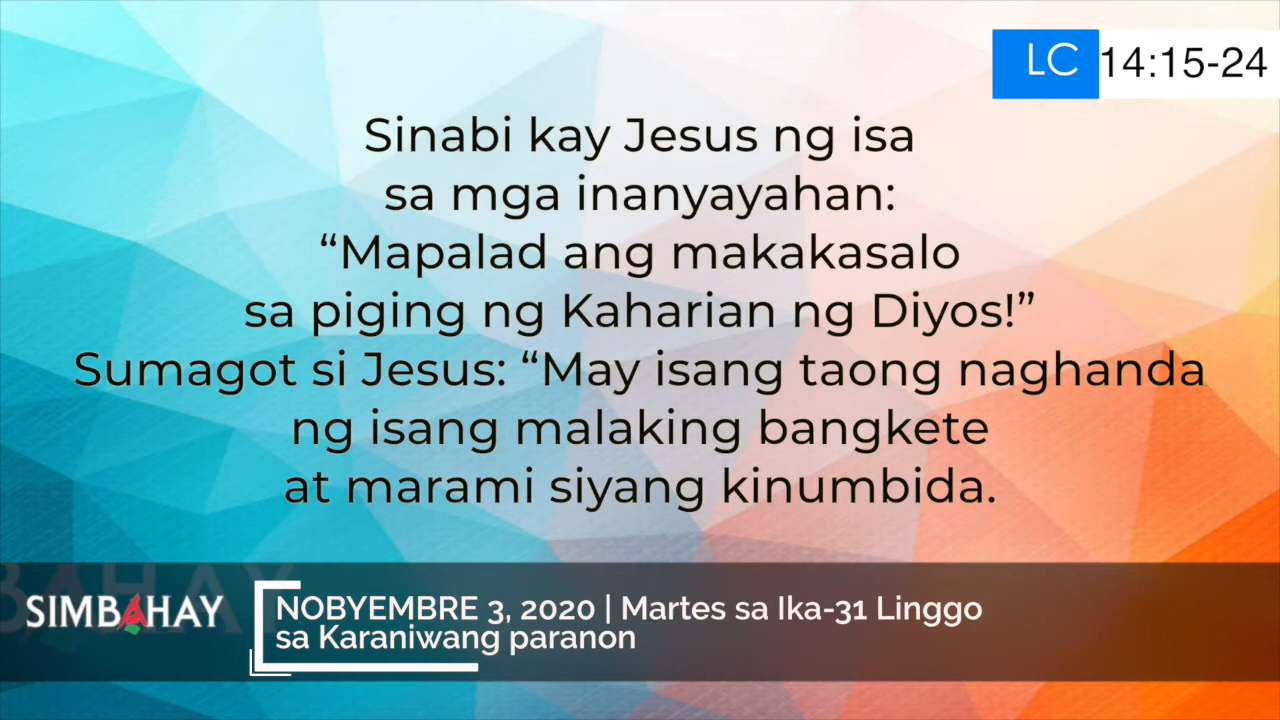 LC 14:15-24
Sinabi kay Jesus ng isa
sa mga inanyayahan:
“Mapalad ang makakasalo
sa piging ng Kaharian ng Diyos!”
Sumagot si Jesus: “May isang taong naghanda
ng isang malaking bangkete
at marami siyang kinumbida.
SIMBAHAY
NOBYEMBRE 3, 2020 | Martes sa Ika-31 Linggo
sa Karaniwang paranon